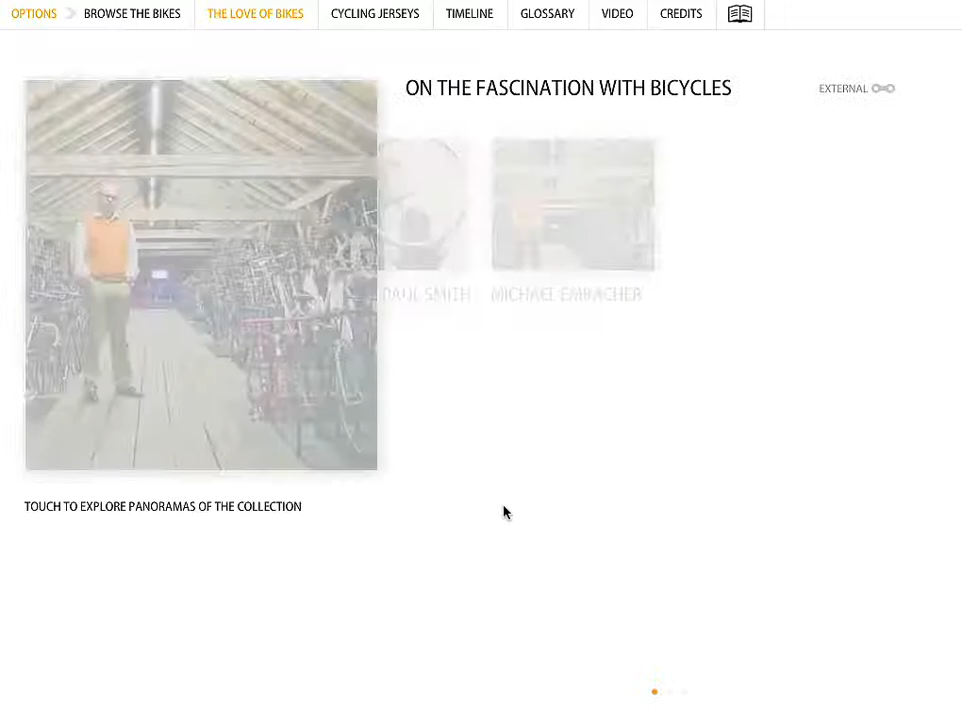 OPTIONS
BROWSE THE BIKES
THE LOVE OF BIKES
CYCLING JERSEYS
TIMELINE
GLOSSARY
VIDEO
CREDITS
ON THE FASCINATION WITH BICYCLES
EXTERNAL
PAUL SMITH
MICHAEL EMBACHER
TOUCH TO EXPLORE PANORAMAS OF THE COLLECTION